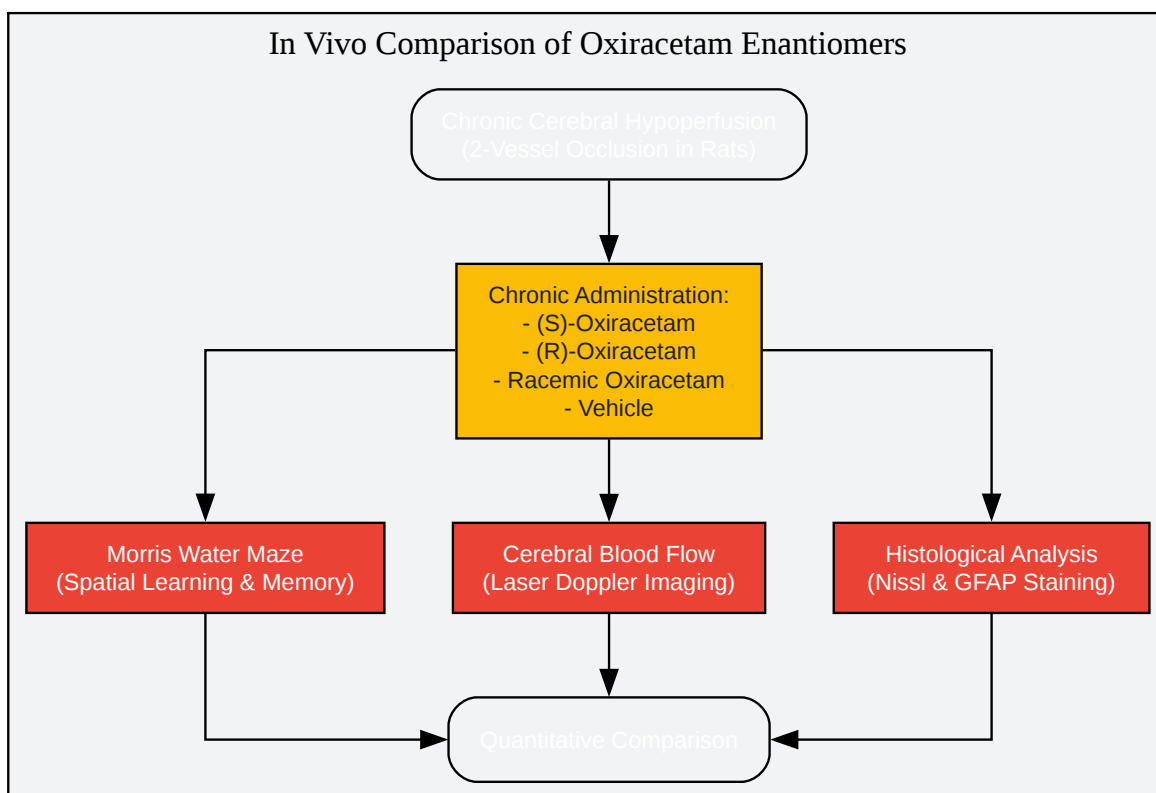 In Vivo Comparison of Oxiracetam Enantiomers
Chronic Cerebral Hypoperfusion
(2-Vessel Occlusion in Rats)
Chronic Administration:
- (S)-Oxiracetam
- (R)-Oxiracetam
- Racemic Oxiracetam
- Vehicle
Morris Water Maze
(Spatial Learning & Memory)
Cerebral Blood Flow
(Laser Doppler Imaging)
Histological Analysis
(Nissl & GFAP Staining)
Quantitative Comparison